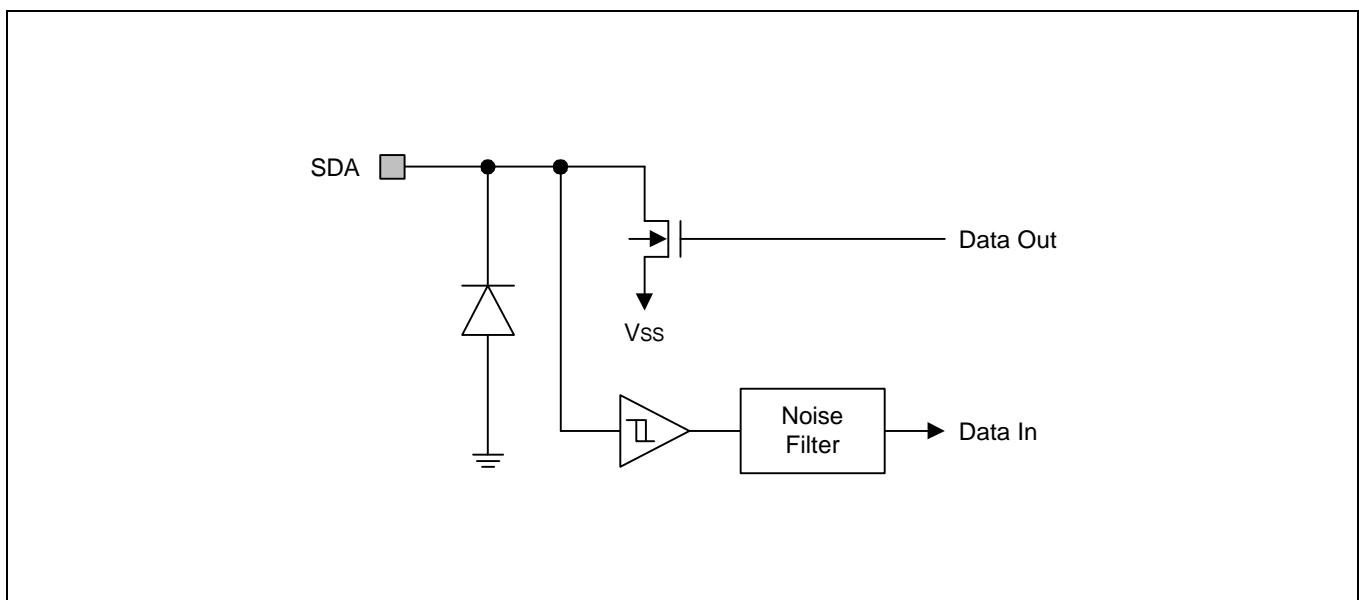 SDA
Data Out
VSS
Noise
Filter
Data In